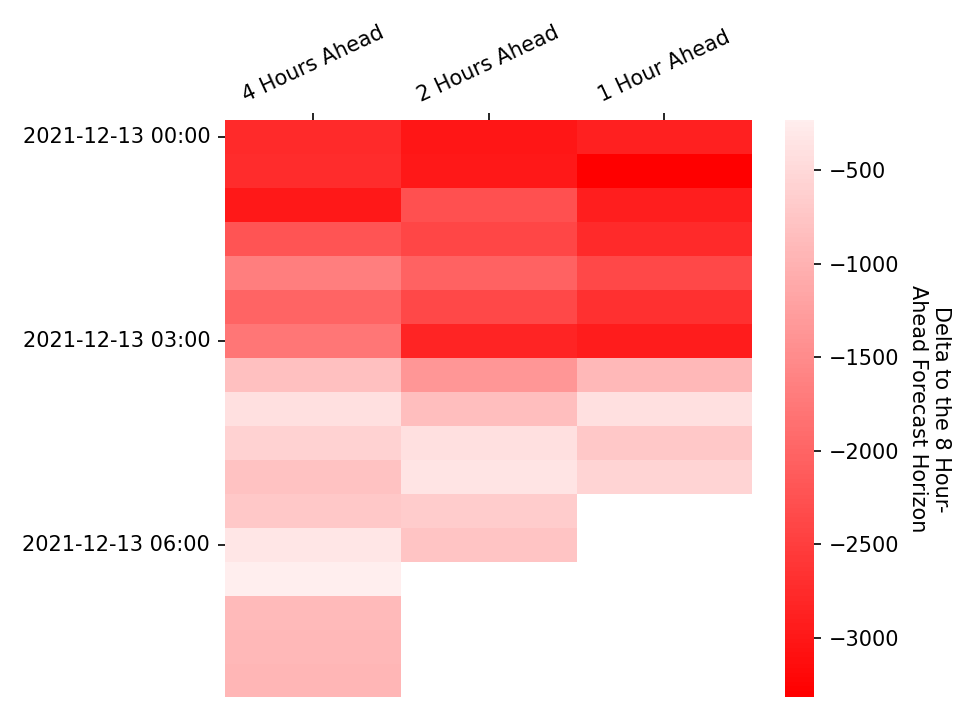 4 Hours Ahead
2 Hours Ahead
1 Hour Ahead
2021-12-13 00:00
2021-12-13 03:00
2021-12-13 06:00
−500
−1000
−1500
−2000
−2500
−3000
Delta to the 8 Hour-
Ahead Forecast Horizon